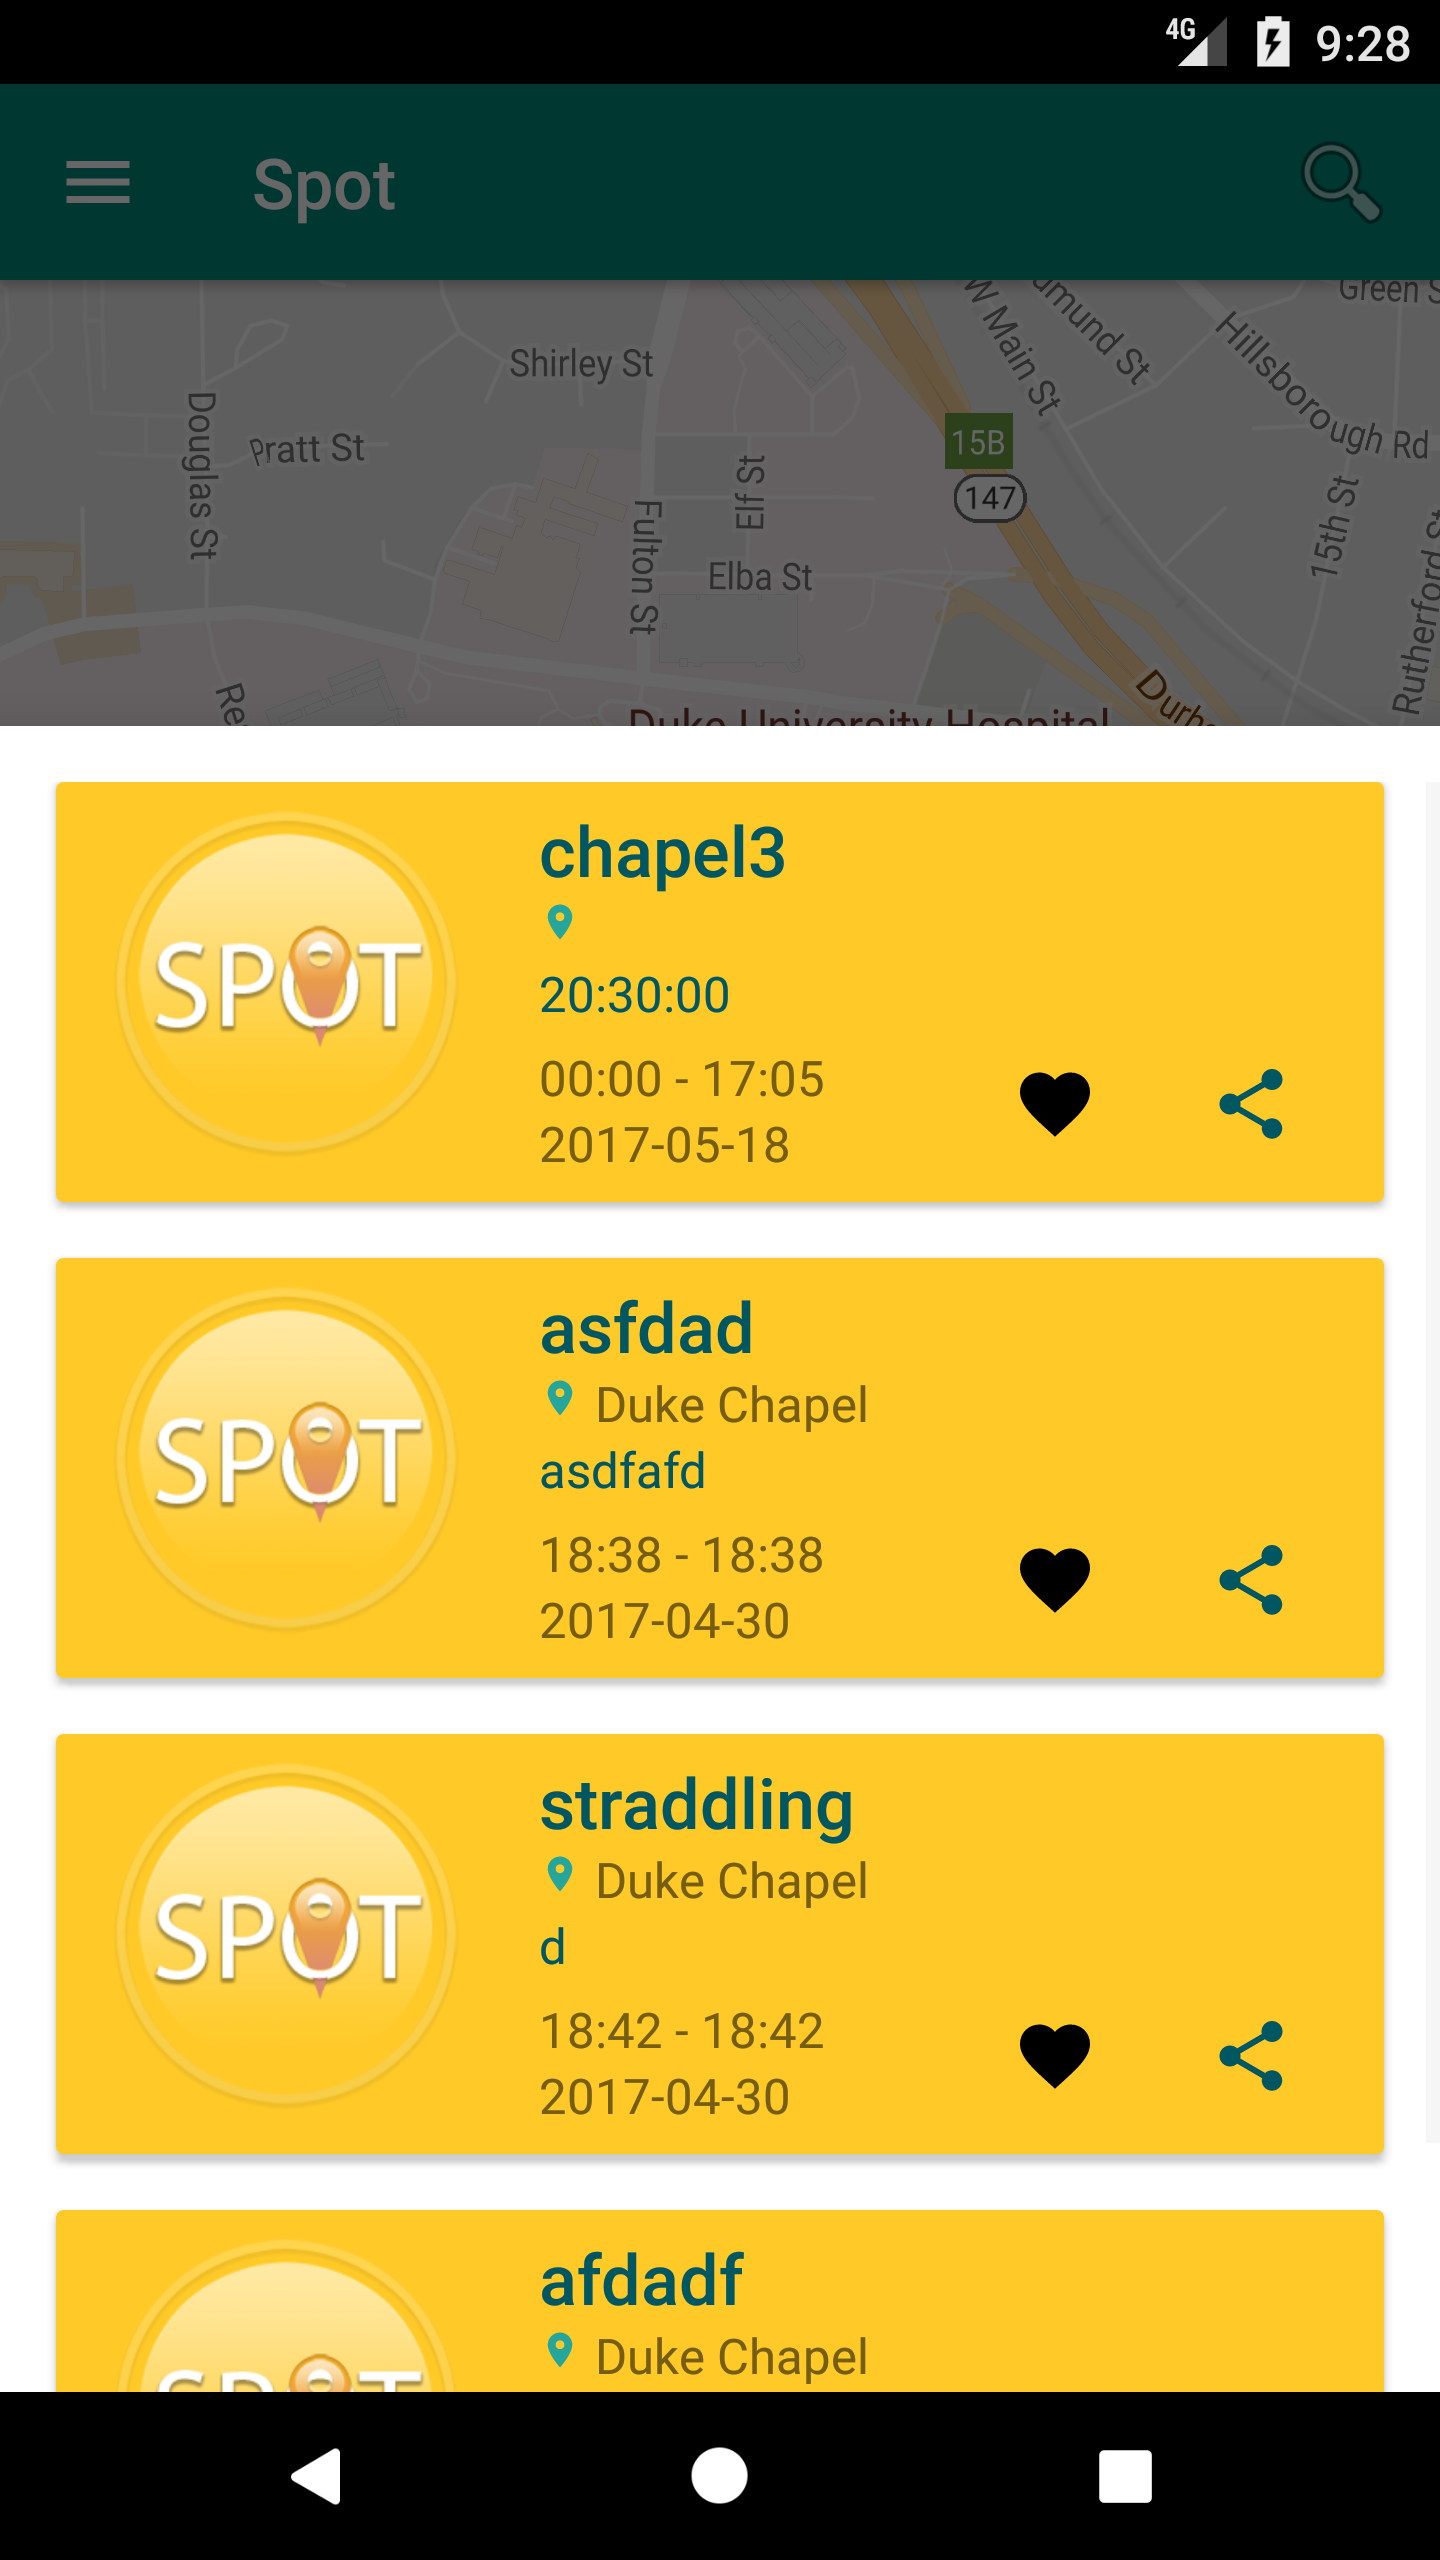 4G 9:28
Spot
Green S
W Main St
dmund St
Hillsborough Rd
Shirley St
Douglas St
Pratt St
15B
147
Elf St
Fulton St
15th St
Elba St
Rutherford S
Duke University Hospital
chapel3
SPOT
20:30:00
00:00 - 17:05
2017-05-18
asfdad
Duke Chapel
SPOT
asdfafd
18:38 - 18:38
2017-04-30
straddling
Duke Chapel
SPOT
d
18:42 - 18:42
2017-04-30
afdadf
Duke Chapel